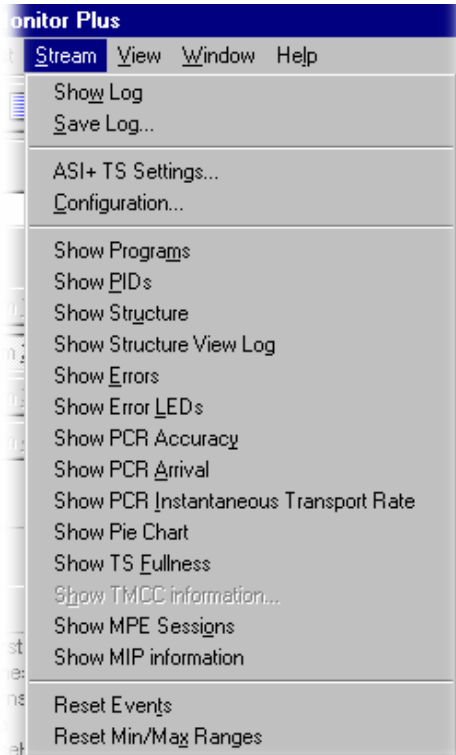 onitor Plus
Stream View Window Help
Show Log
Save Log...
ASI+ TS Settings...
Configuration...
Show Programs
Show PIDs
Show Structure
Show Structure View Log
Show Errors
Show Error LEDs
Show PCR Accuracy
Show PCR Arrival
Show PCR Instantaneous Transport Rate
Show Pie Chart
Show TS Fullness
Show TMCC information...
Show MPE Sessions
Show MIP information
Reset Events
Reset Min/Max Ranges